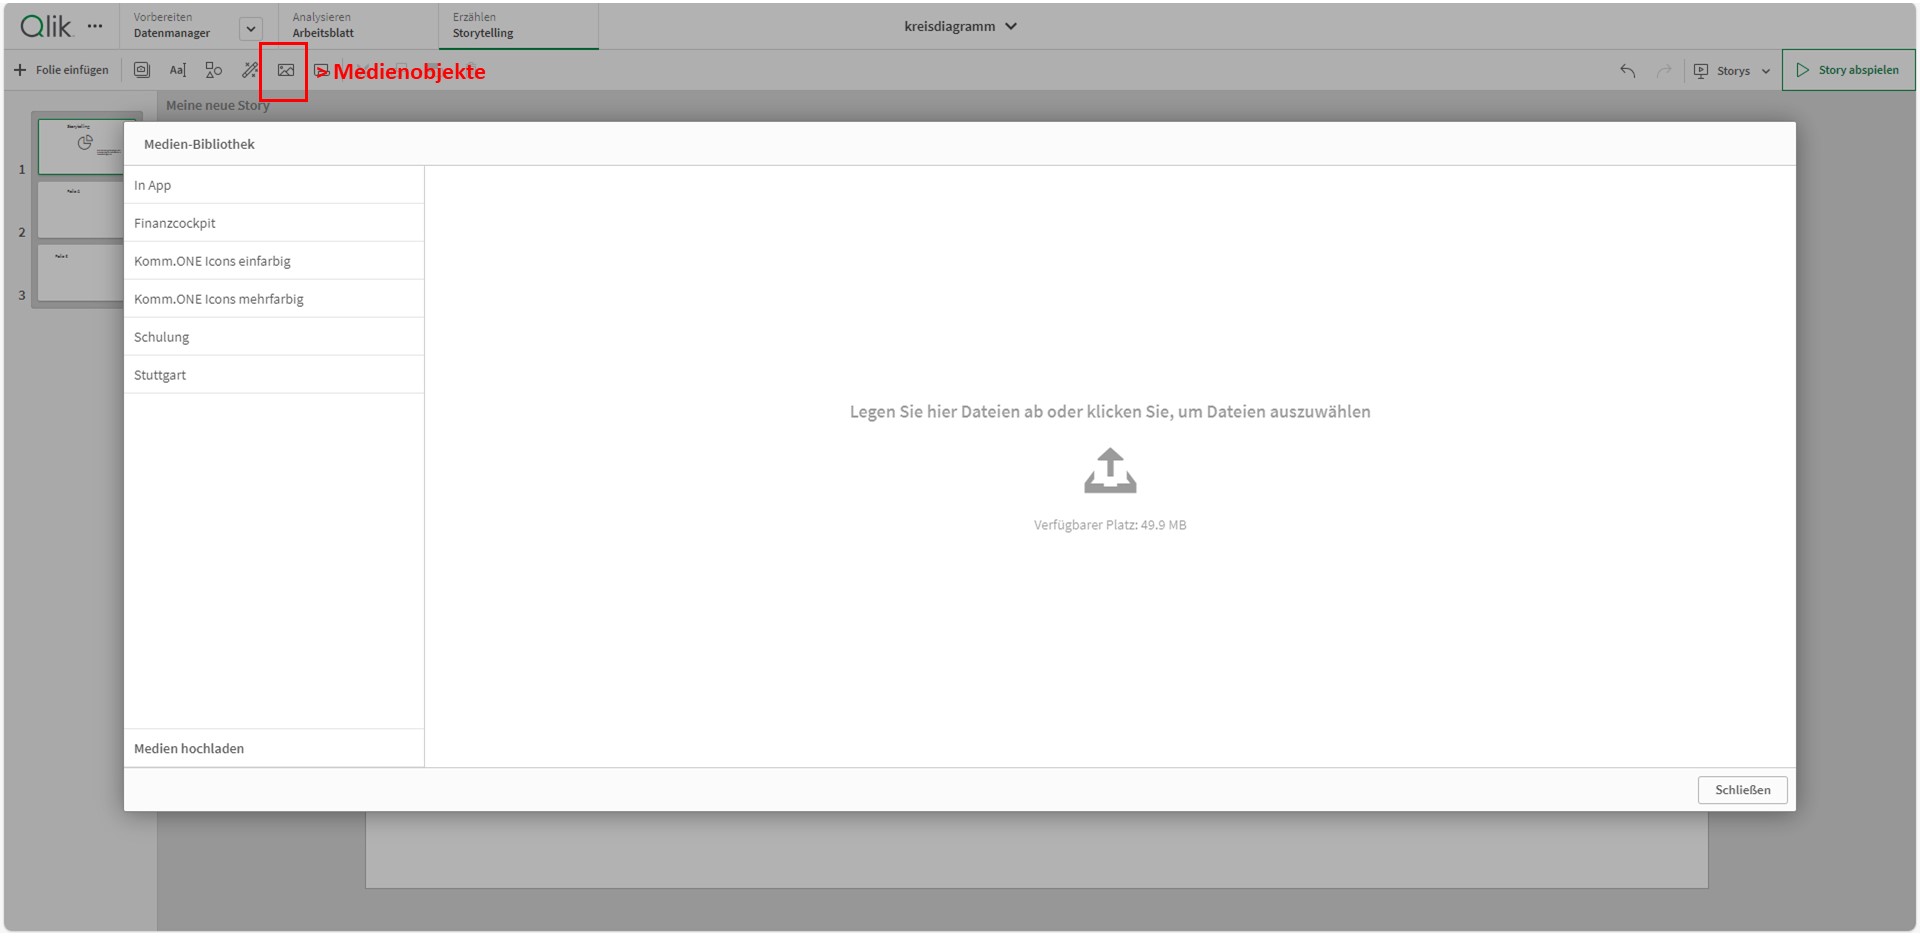 Qlik
Vorbereiten
Datenmanager
Analysieren
Arbeitsblatt
Erzählen
Storytelling
kreisdiagramm
Folie einfügen
Aa
> Medienobjekte
Storys
Story abspielen
Meine neue Story
Storytelling
1
2
3
Medien-Bibliothek
In App
Finanzcockpit
Komm.ONE Icons einfarbig
Komm.ONE Icons mehrfarbig
Schulung
Stuttgart
Legen Sie hier Dateien ab oder klicken Sie, um Dateien auszuwählen
Verfügbarer Platz: 49.9 MB
Medien hochladen
Schließen